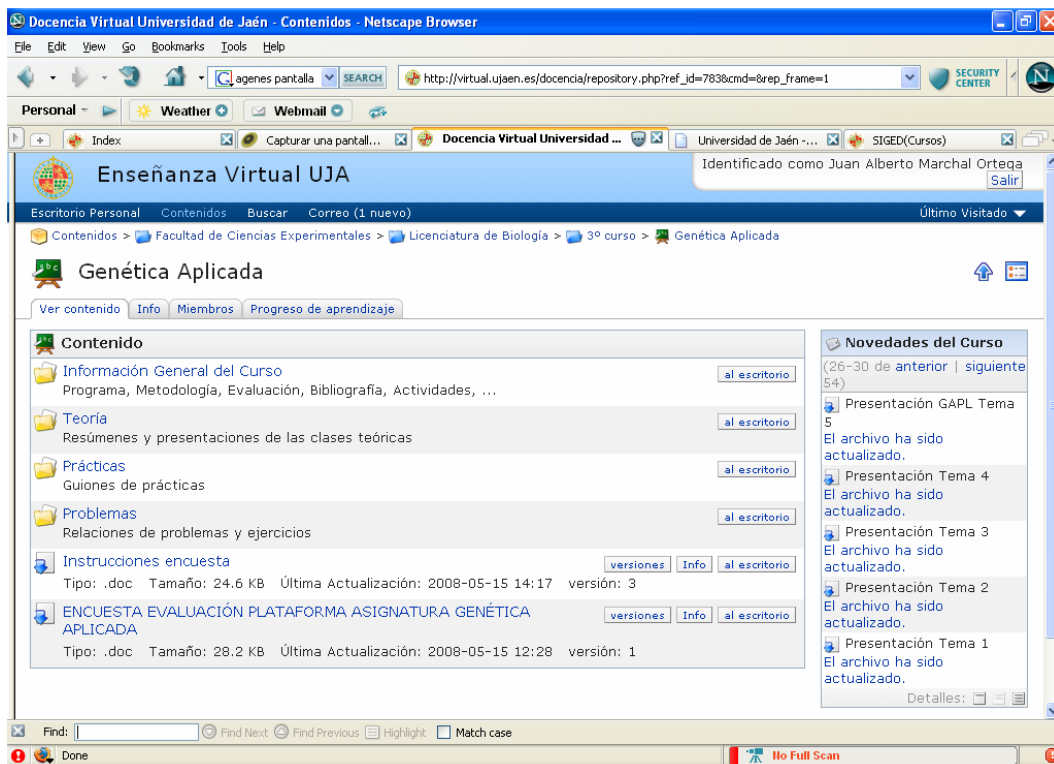 Docencia Virtual Universidad de Jaén - Contenidos - Netscape Browser
File Edit View Go Bookmarks Tools Help
agenes pantalla SEARCH http://virtual.ujaen.es/docencia/repository.php?ref_id=783&cmd=&rep_frame=1 SECURITY CENTER
Personal Weather Webmail
Index Capturar una pantall... Docencia Virtual Universidad ... Universidad de Jaén -... SIGED(Cursos)
Enseñanza Virtual UJA
Identificado como Juan Alberto Marchal Ortega
Salir
Escritorio Personal Contenidos Buscar Correo (1 nuevo) Último Visitado
Contenidos > Facultad de Ciencias Experimentales > Licenciatura de Biología > 3º curso > Genética Aplicada
Genética Aplicada
Ver contenido Info Miembros Progreso de aprendizaje
Contenido
Información General del Curso al escritorio
Programa, Metodología, Evaluación, Bibliografía, Actividades, ...
Teoría al escritorio
Resúmenes y presentaciones de las clases teóricas
Prácticas al escritorio
Guiones de prácticas
Problemas al escritorio
Relaciones de problemas y ejercicios
Instrucciones encuesta versiones Info al escritorio
Tipo: .doc Tamaño: 24.6 KB Última Actualización: 2008-05-15 14:17 versión: 3
ENCUESTA EVALUACIÓN PLATAFORMA ASIGNATURA GENÉTICA versiones Info al escritorio
APLICADA
Tipo: .doc Tamaño: 28.2 KB Última Actualización: 2008-05-15 12:28 versión: 1
Novedades del Curso
(26-30 de anterior | siguiente
54)
Presentación GAPL Tema
5
El archivo ha sido
actualizado.
Presentación Tema 4
El archivo ha sido
actualizado.
Presentación Tema 3
El archivo ha sido
actualizado.
Presentación Tema 2
El archivo ha sido
actualizado.
Presentación Tema 1
El archivo ha sido
actualizado.
Detalles:
Find: Find Next Find Previous Highlight Match case
Done No Full Scan